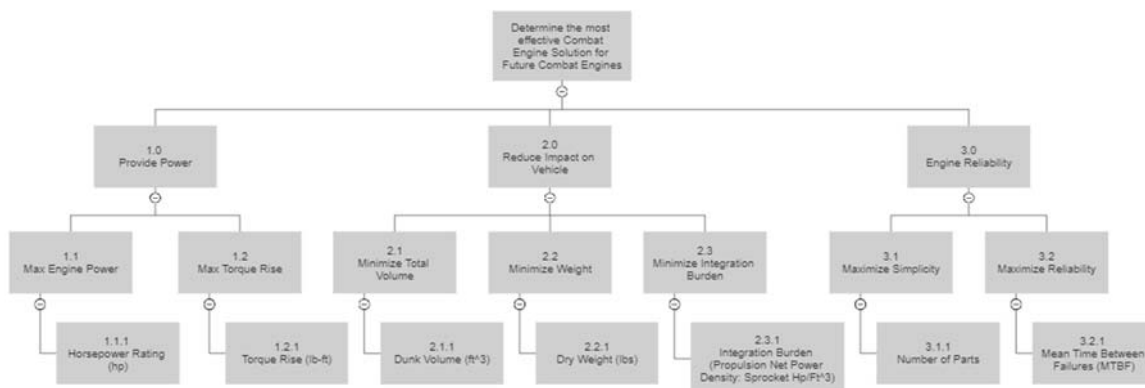 Determine the most
effective Combat
Engine Solution for
Future Combat Engines
1.0
Provide Power
2.0
Reduce Impact on
Vehicle
3.0
Engine Reliability
1.1
Max Engine Power
1.2
Max Torque Rise
2.1
Minimize Total
Volume
2.2
Minimize Weight
2.3
Minimize Integration
Burden
3.1
Maximize Simplicity
3.2
Maximize Reliability
1.1.1
Horsepower Rating
(hp)
1.2.1
Torque Rise (lb-ft)
2.1.1
Dunk Volume (ft^3)
2.2.1
Dry Weight (lbs)
2.3.1
Integration Burden
(Propulsion Net Power
Density: Sprocket Hp/Ft^3)
3.1.1
Number of Parts
3.2.1
Mean Time Between
Failures (MTBF)